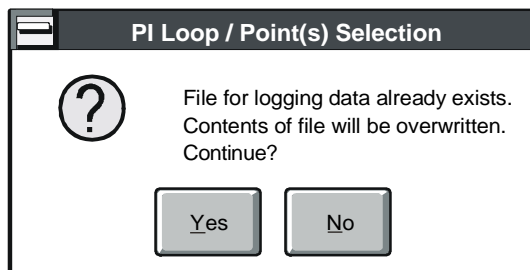 PI Loop / Point(s) Selection
?
File for logging data already exists.
Contents of file will be overwritten.
Continue?
Yes
No